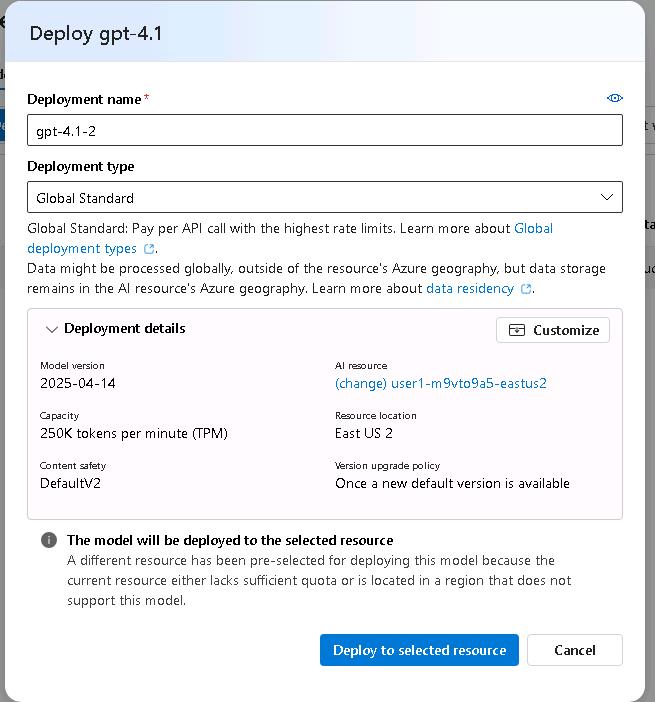 Deploy gpt-4.1
Deployment name*
gpt-4.1-2
Deployment type
Global Standard
Global Standard: Pay per API call with the highest rate limits. Learn more about Global
deployment types.
Data might be processed globally, outside of the resource's Azure geography, but data storage
remains in the AI resource's Azure geography. Learn more about data residency.
Deployment details
Customize
Model version
2025-04-14
AI resource
(change) user1-m9vto9a5-eastus2
Capacity
250K tokens per minute (TPM)
Resource location
East US 2
Content safety
DefaultV2
Version upgrade policy
Once a new default version is available
The model will be deployed to the selected resource
A different resource has been pre-selected for deploying this model because the
current resource either lacks sufficient quota or is located in a region that does not
support this model.
Deploy to selected resource
Cancel